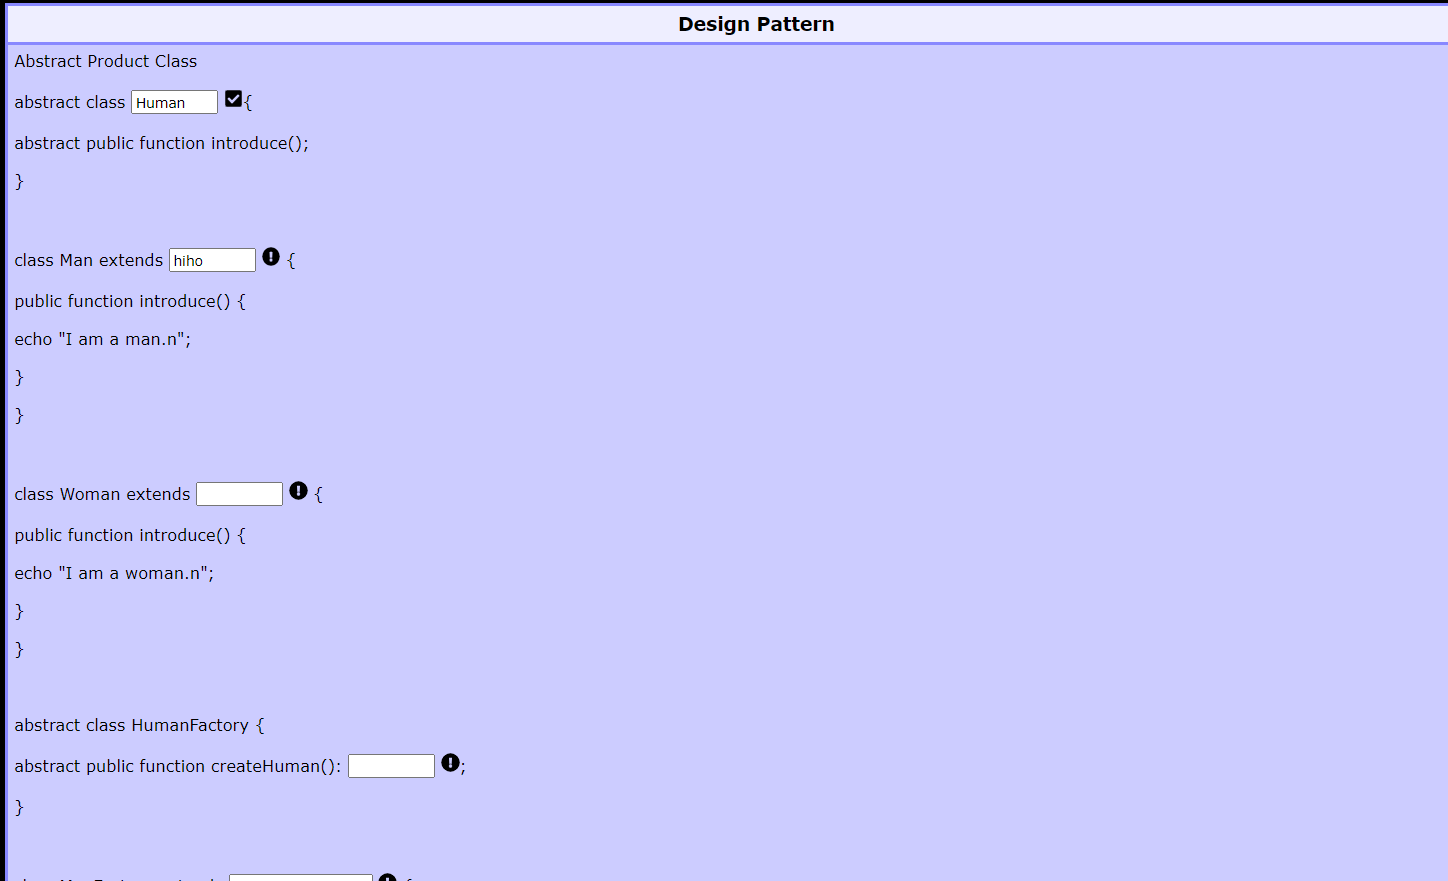 Design Pattern
Abstract Product Class
abstract class Human {
abstract public function introduce();
}
class Man extends hiho {
public function introduce() {
echo "I am a man.n";
}
}
class Woman extends {
public function introduce() {
echo "I am a woman.n";
}
}
abstract class HumanFactory {
abstract public function createHuman(): ;
}